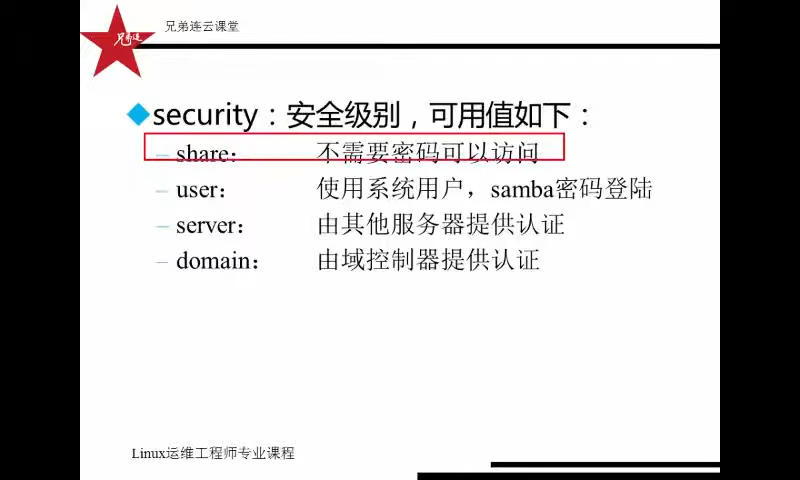 兄弟连
兄弟连云课堂
security：安全级别，可用值如下：
– share： 不需要密码可以访问
– user： 使用系统用户，samba密码登陆
– server： 由其他服务器提供认证
– domain： 由域控制器提供认证
Linux运维工程师专业课程